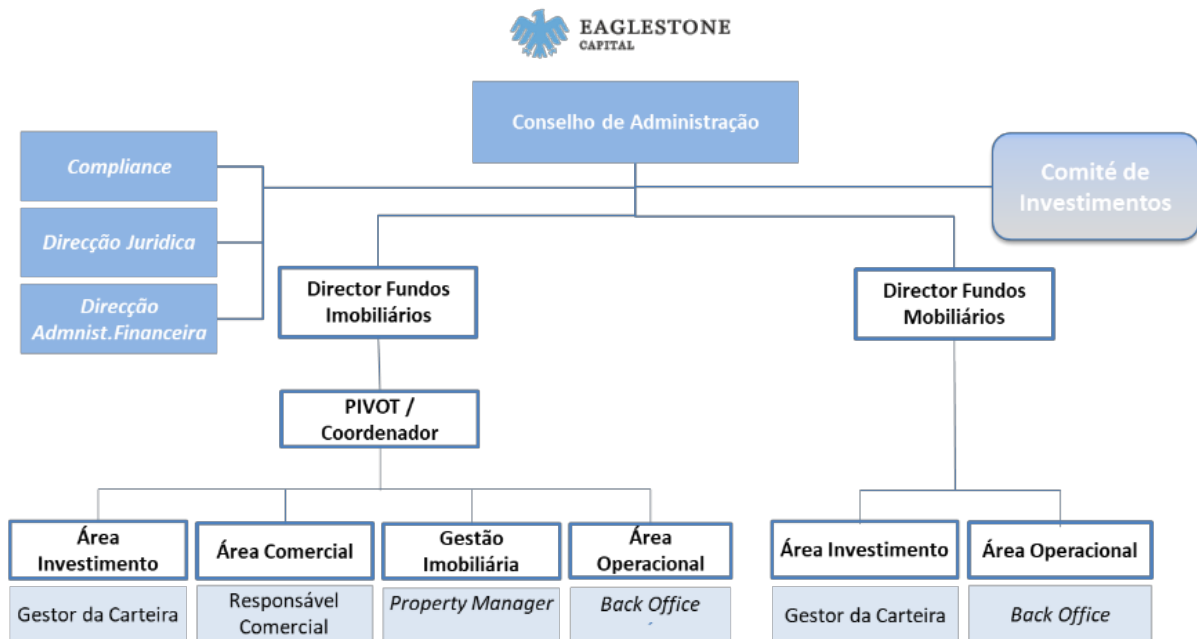 EAGLESTONE
CAPITAL
Conselho de Administração
Compliance
Comité de
Investimentos
Direcção Juridica
Direcção
Admnist.Financeira
Director Fundos
Imobiliários
Director Fundos
Mobiliários
PIVOT /
Coordenador
Área
Investimento
Área Comercial
Gestão
Imobiliária
Área
Operacional
Área Investimento
Área Operacional
Gestor da Carteira
Responsável
Comercial
Property Manager
Back Office
Gestor da Carteira
Back Office